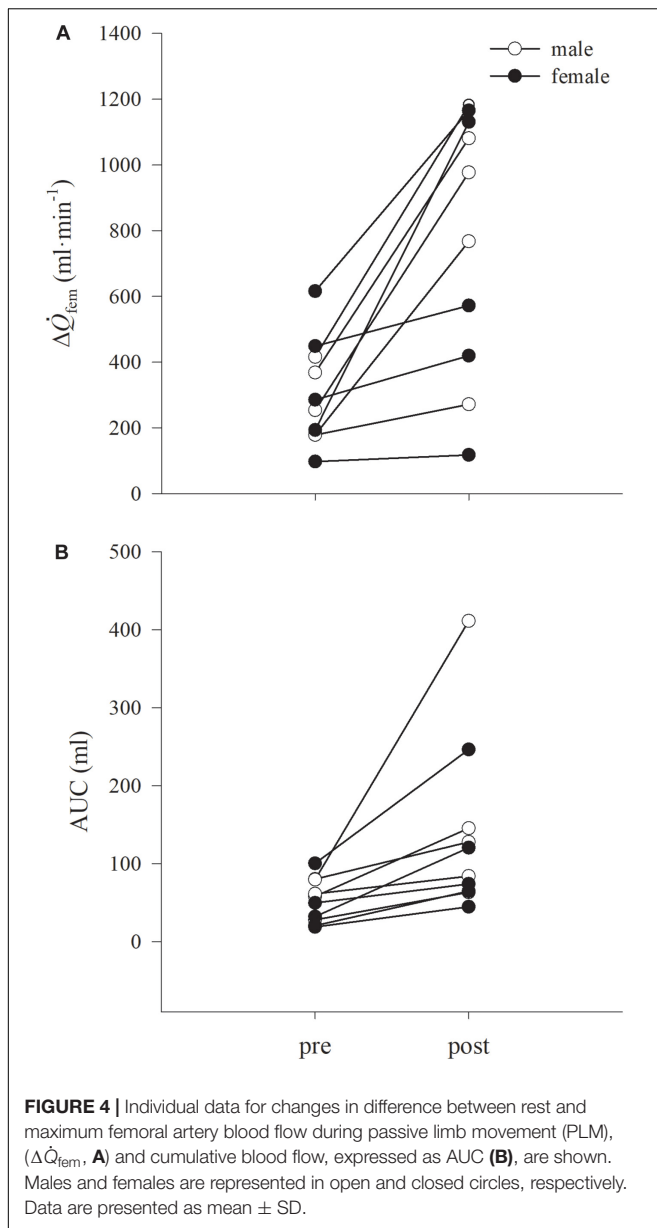 A
1400
1200
1000
800
600
400
200
0
ΔQ̇fem (ml·min⁻¹)
male
female
B
500
400
300
200
100
0
AUC (ml)
pre post
FIGURE 4 | Individual data for changes in difference between rest and
maximum femoral artery blood flow during passive limb movement (PLM),
(ΔQ̇fem, A) and cumulative blood flow, expressed as AUC (B), are shown.
Males and females are represented in open and closed circles, respectively.
Data are presented as mean ± SD.